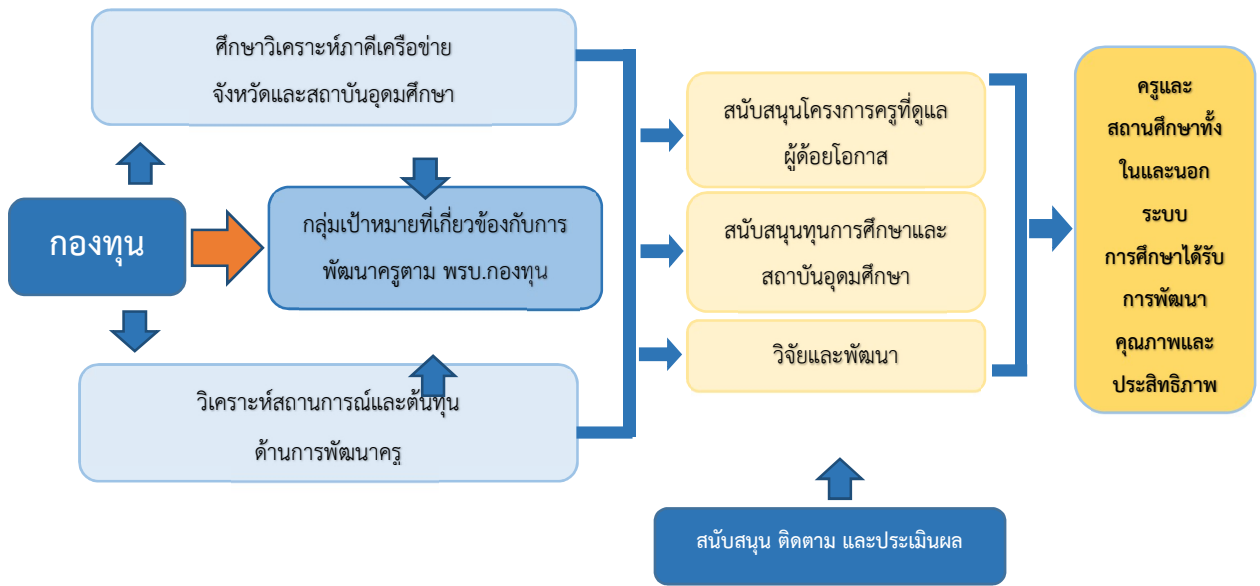 ศึกษาวิเคราะห์ภาคีเครือข่าย
จังหวัดและสถาบันอุดมศึกษา
กองทุน
กลุ่มเป้าหมายที่เกี่ยวข้องกับการ
พัฒนาครูตาม พรบ.กองทุน
วิเคราะห์สถานการณ์และต้นทุน
ด้านการพัฒนาครู
สนับสนุนโครงการครูที่ดูแล
ผู้ด้อยโอกาส
สนับสนุนทุนการศึกษาและ
สถาบันอุดมศึกษา
วิจัยและพัฒนา
สนับสนุน ติดตาม และประเมินผล
ครูและ
สถานศึกษาทั้ง
ในและนอก
ระบบ
การศึกษาได้รับ
การพัฒนา
คุณภาพและ
ประสิทธิภาพ